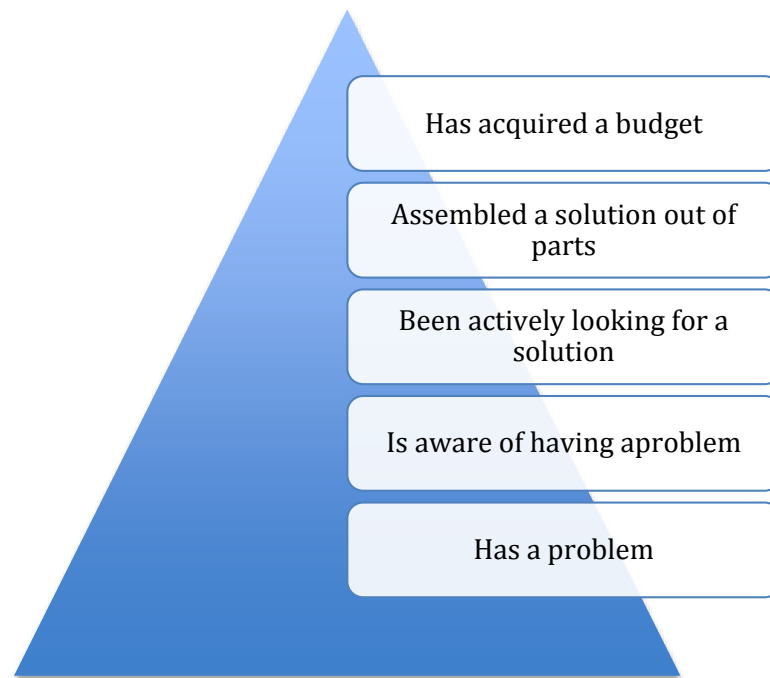 Has acquired a budget
Assembled a solution out of
parts
Been actively looking for a
solution
Is aware of having aproblem
Has a problem